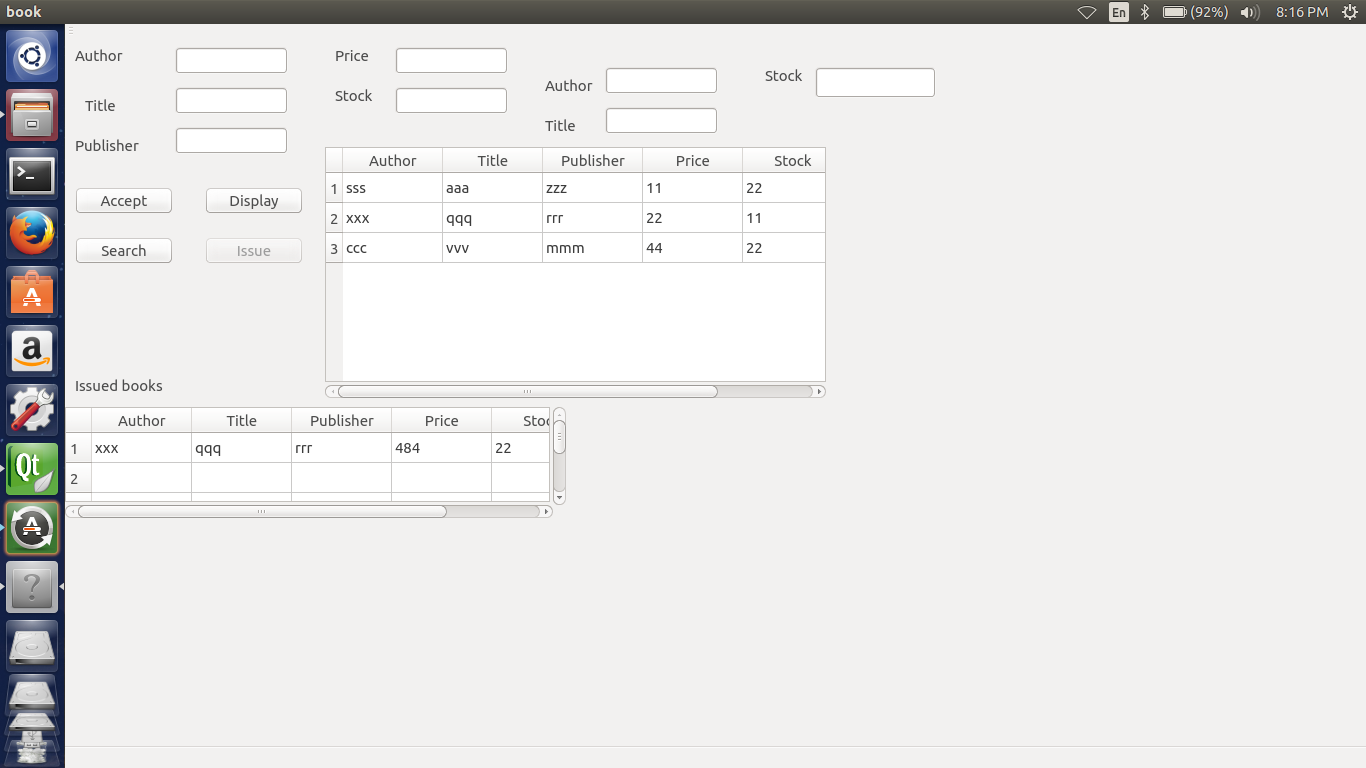 book En (92%) 8:16 PM
Author Price
Author Stock
Title Stock
Title
Publisher
Author Title Publisher Price Stock
1 sss aaa zzz 11 22
2 xxx qqq rrr 22 11
3 ccc vvv mmm 44 22
Accept Display
Search Issue
Issued books
Author Title Publisher Price Stoc
1 xxx qqq rrr 484 22
2
>_
A
a
Qt
A
?